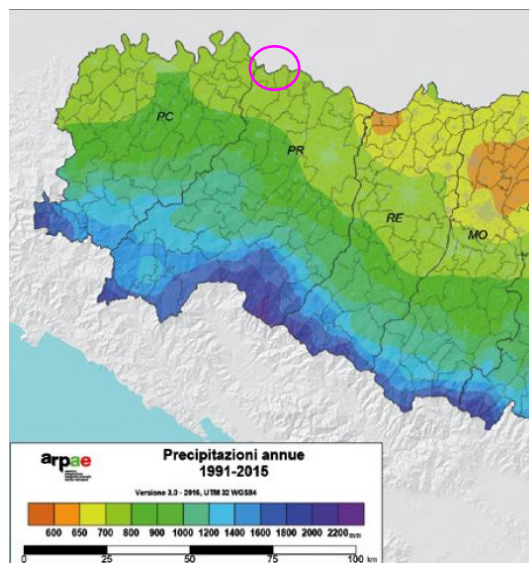 PC
PR
RE
MO
arpae
Precipitazioni annue
1991-2015
Versione 3.0 - 2016, UTM 32 WGS84
600 650 700 800 900 1000 1200 1400 1600 1800 2000 2200 mm
0 25 50 75 100 km